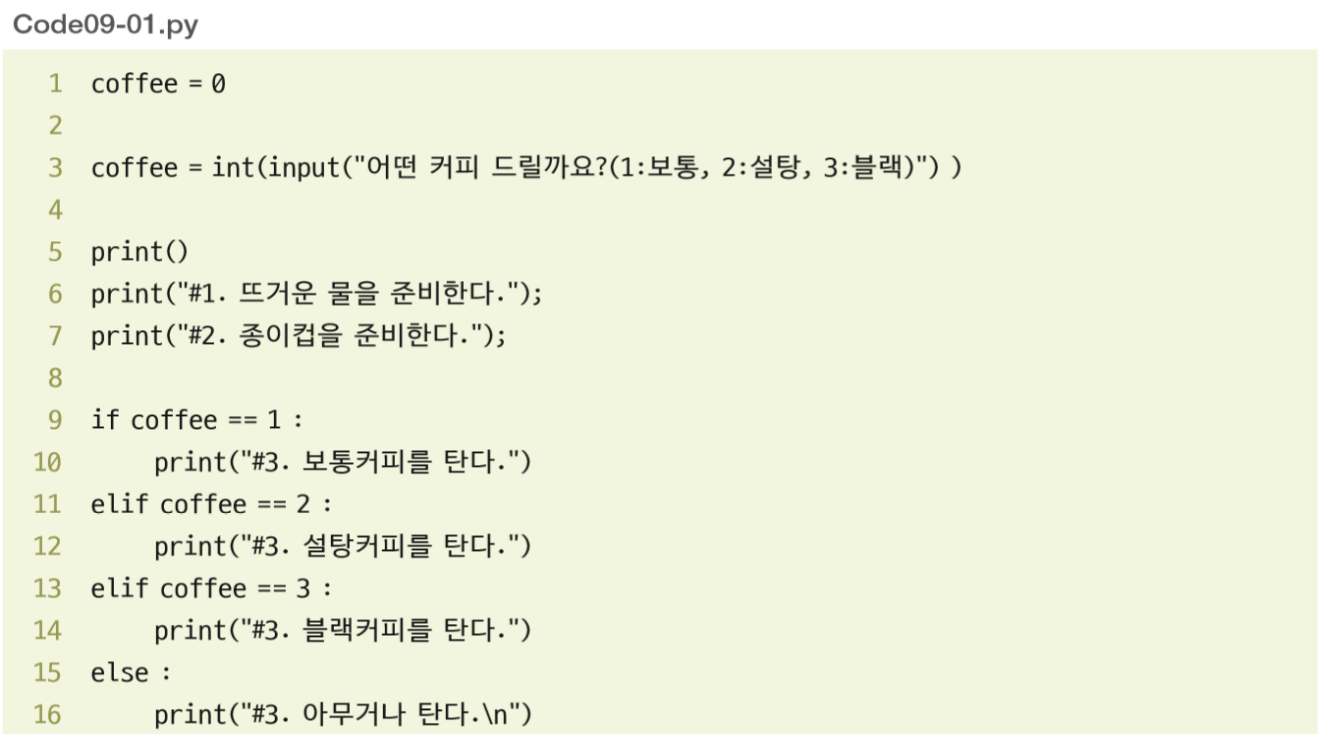 Code09-01.py
1 coffee = 0
2
3 coffee = int(input("어떤 커피 드릴까요?(1:보통, 2:설탕, 3:블랙)") )
4
5 print()
6 print("#1. 뜨거운 물을 준비한다.");
7 print("#2. 종이컵을 준비한다.");
8
9 if coffee == 1 :
10     print("#3. 보통커피를 탄다.")
11 elif coffee == 2 :
12     print("#3. 설탕커피를 탄다.")
13 elif coffee == 3 :
14     print("#3. 블랙커피를 탄다.")
15 else :
16     print("#3. 아무거나 탄다.\n")